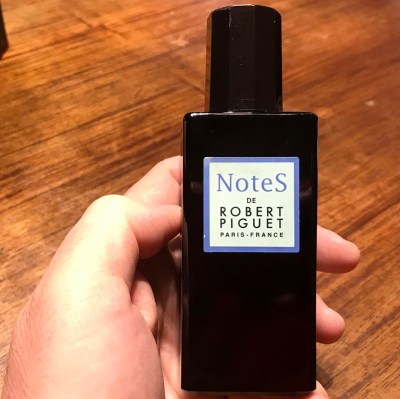 NoteS
DE
ROBERT
PIGUET
PARIS-FRANCE